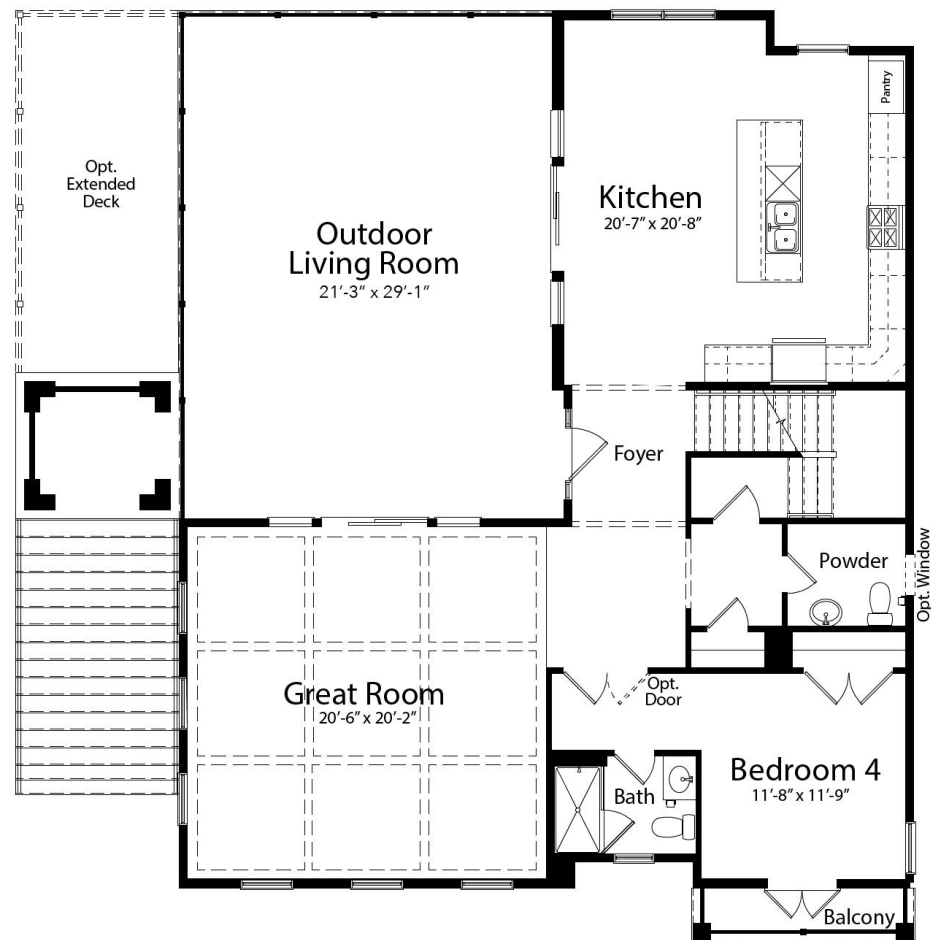 Pantry
Opt.
Extended
Deck
Kitchen
20'-7" x 20'-8"
Outdoor
Living Room
21'-3" x 29'-1"
Foyer
Powder
Opt. Window
Great Room
20'-6" x 20'-2"
Opt.
Door
Bedroom 4
11'-8" x 11'-9"
Bath
Balcony